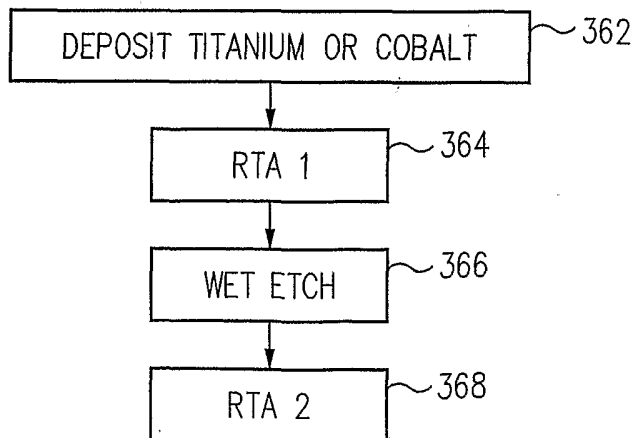 DEPOSIT TITANIUM OR COBALT
362
RTA 1
364
WET ETCH
366
RTA 2
368